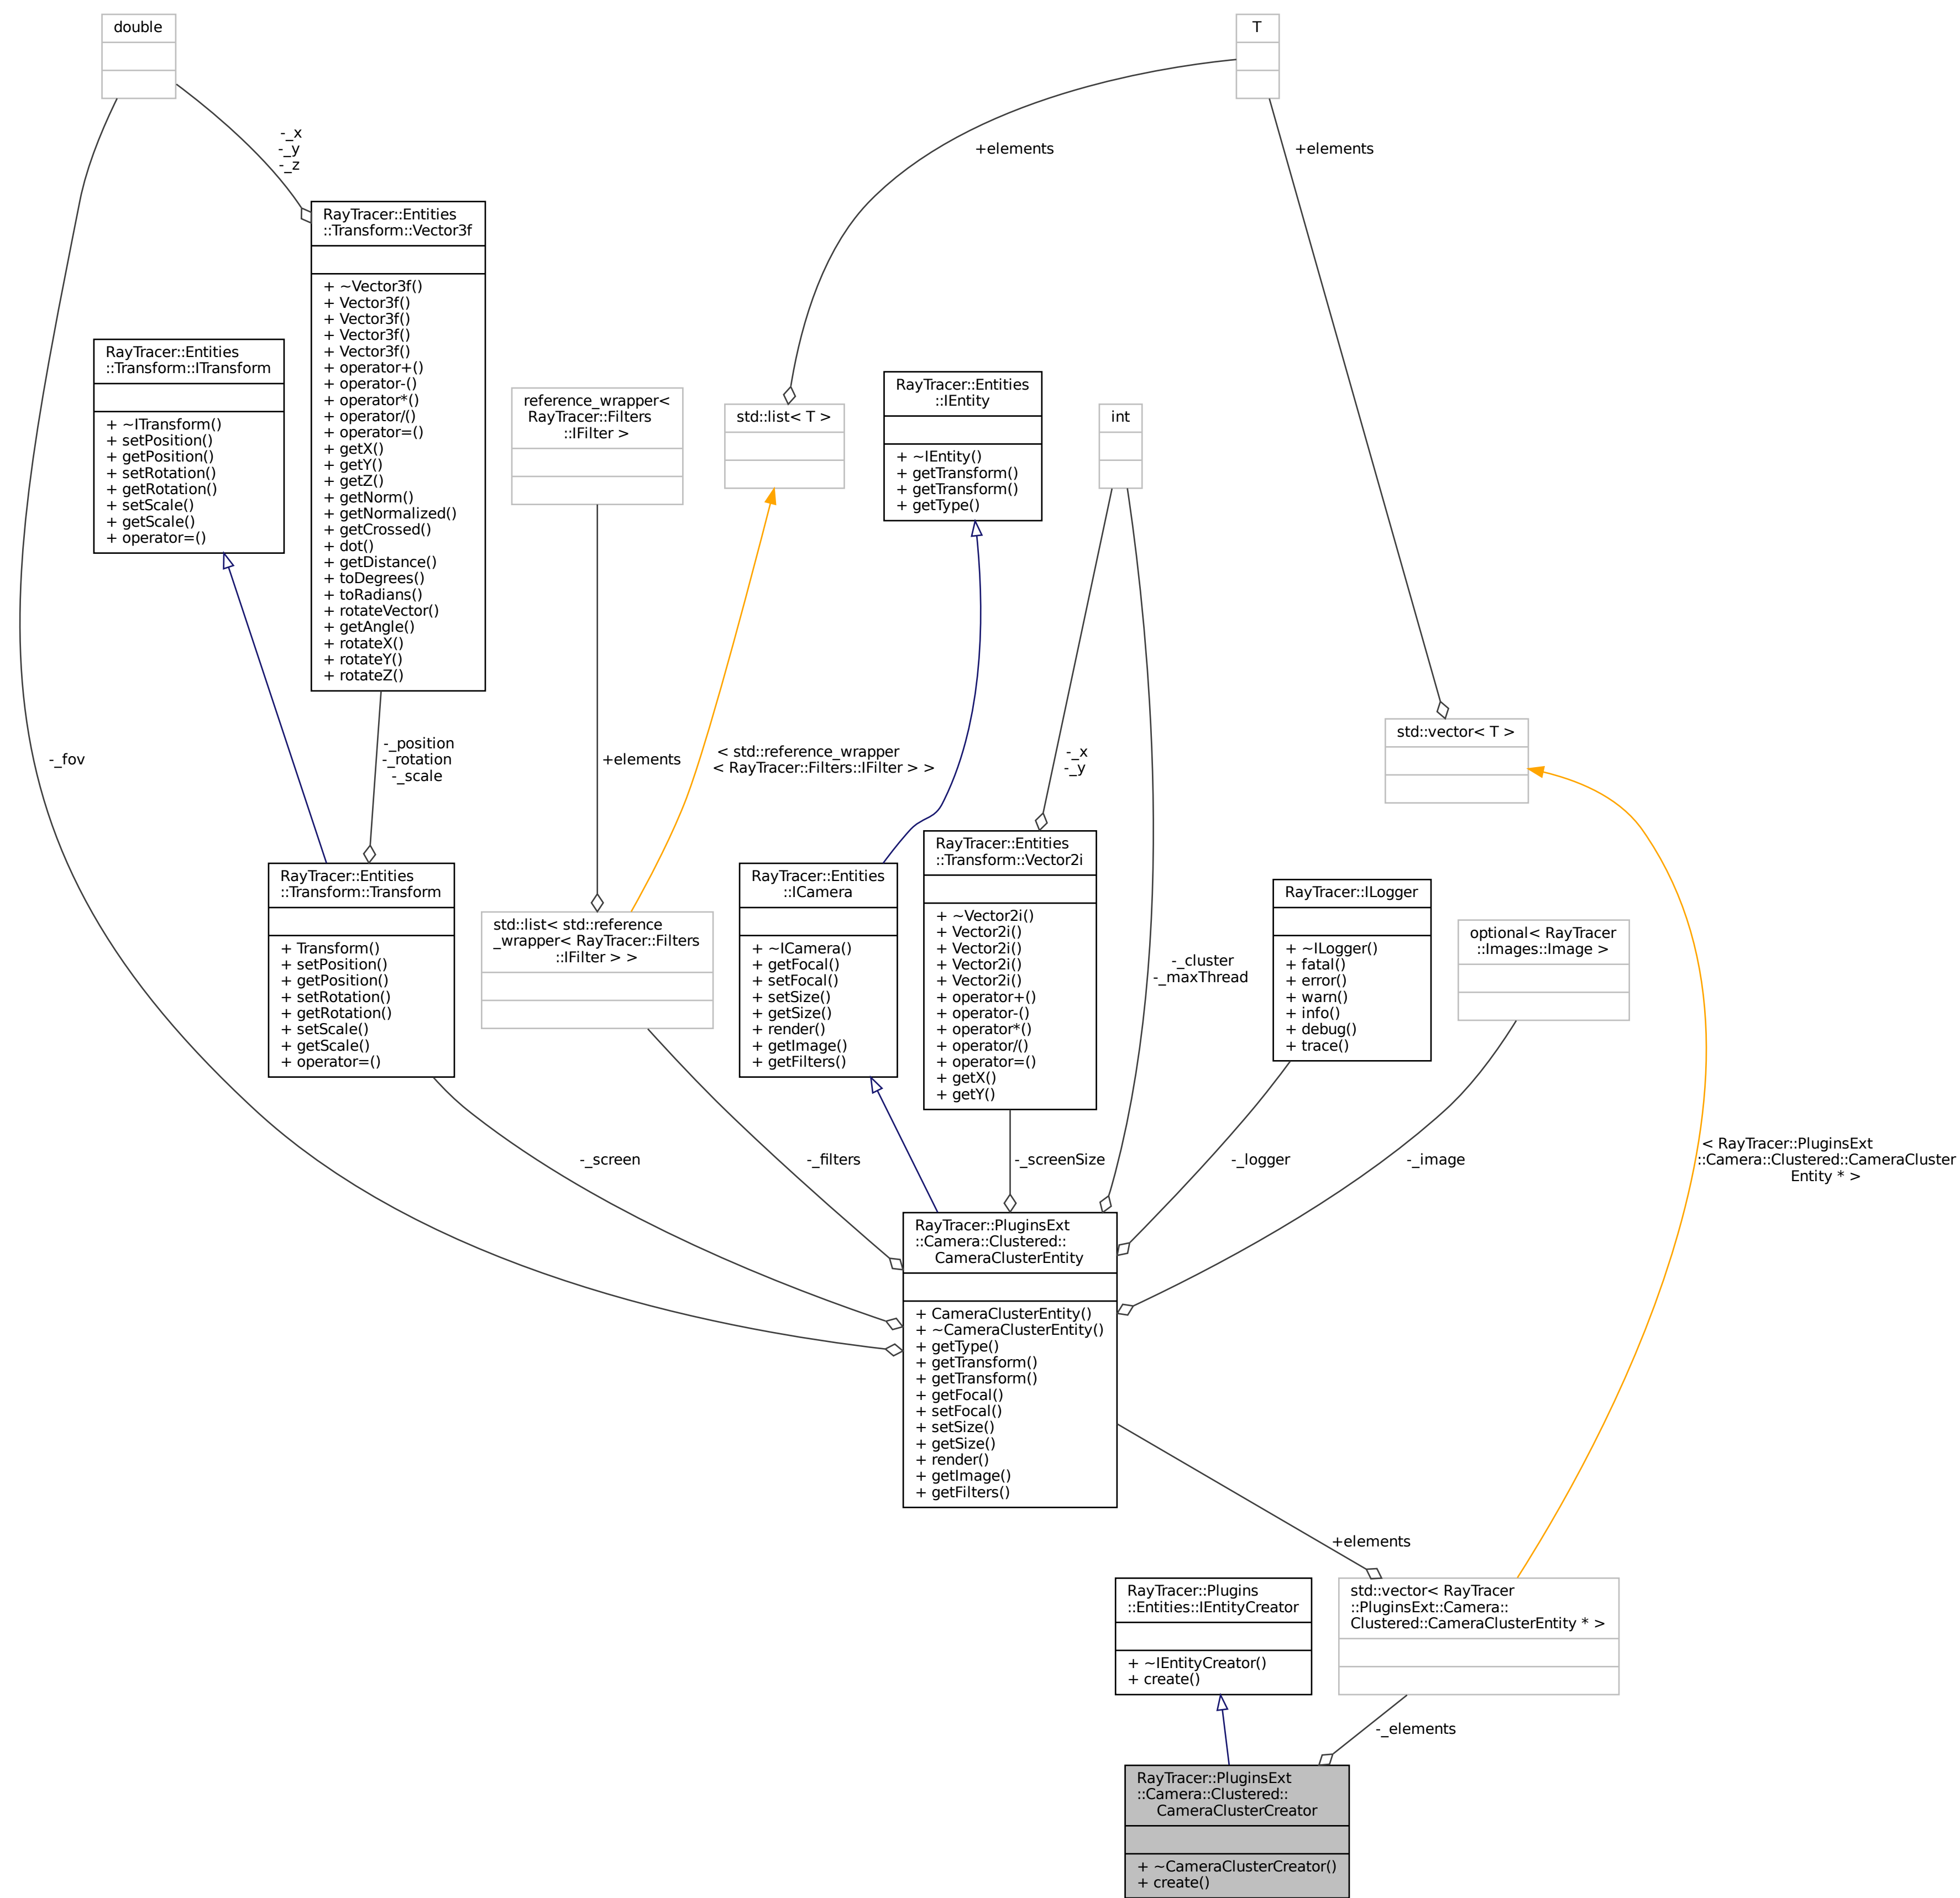 double
T
-_x
-_y
-_z
+elements
+elements
RayTracer::Entities
::Transform::Vector3f
+ ~Vector3f()
+ Vector3f()
+ Vector3f()
+ Vector3f()
+ Vector3f()
+ operator+()
+ operator-()
+ operator*()
+ operator/()
+ operator=()
+ getX()
+ getY()
+ getZ()
+ getNorm()
+ getNormalized()
+ getCrossed()
+ dot()
+ getDistance()
+ toDegrees()
+ toRadians()
+ rotateVector()
+ getAngle()
+ rotateX()
+ rotateY()
+ rotateZ()
RayTracer::Entities
::Transform::ITransform
+ ~ITransform()
+ setPosition()
+ getPosition()
+ setRotation()
+ getRotation()
+ setScale()
+ getScale()
+ operator=()
reference_wrapper<
RayTracer::Filters
::IFilter >
std::list< T >
RayTracer::Entities
::IEntity
+ ~IEntity()
+ getTransform()
+ getTransform()
+ getType()
int
std::vector< T >
-_fov
-_position
-_rotation
-_scale
+elements
< std::reference_wrapper
< RayTracer::Filters::IFilter > >
-_x
-_y
RayTracer::Entities
::Transform::Transform
+ Transform()
+ setPosition()
+ getPosition()
+ setRotation()
+ getRotation()
+ setScale()
+ getScale()
+ operator=()
std::list< std::reference
_wrapper< RayTracer::Filters
::IFilter > >
RayTracer::Entities
::ICamera
+ ~ICamera()
+ getFocal()
+ setFocal()
+ setSize()
+ getSize()
+ render()
+ getImage()
+ getFilters()
RayTracer::Entities
::Transform::Vector2i
+ ~Vector2i()
+ Vector2i()
+ Vector2i()
+ Vector2i()
+ Vector2i()
+ operator+()
+ operator-()
+ operator*()
+ operator/()
+ operator=()
+ getX()
+ getY()
-_cluster
-_maxThread
RayTracer::ILogger
+ ~ILogger()
+ fatal()
+ error()
+ warn()
+ info()
+ debug()
+ trace()
optional< RayTracer
::Images::Image >
-_screen
-_filters
-_screenSize
-_logger
-_image
< RayTracer::PluginsExt
::Camera::Clustered::CameraCluster
Entity * >
RayTracer::PluginsExt
::Camera::Clustered::
CameraClusterEntity
+ CameraClusterEntity()
+ ~CameraClusterEntity()
+ getType()
+ getTransform()
+ getTransform()
+ getFocal()
+ setFocal()
+ setSize()
+ getSize()
+ render()
+ getImage()
+ getFilters()
+elements
RayTracer::Plugins
::Entities::IEntityCreator
+ ~IEntityCreator()
+ create()
std::vector< RayTracer
::PluginsExt::Camera::
Clustered::CameraClusterEntity * >
-_elements
RayTracer::PluginsExt
::Camera::Clustered::
CameraClusterCreator
+ ~CameraClusterCreator()
+ create()